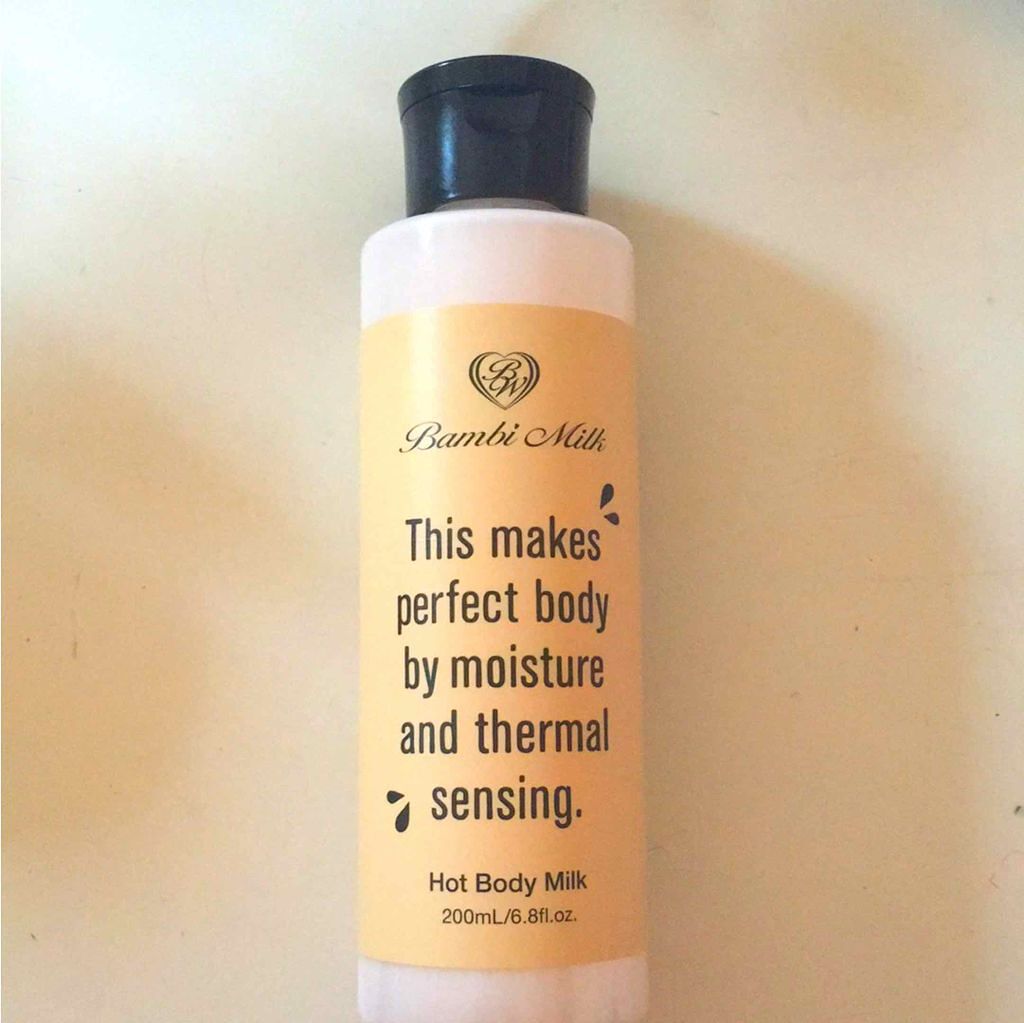 BW
Bambi Milk
This makes
perfect body
by moisture
and thermal
sensing.
Hot Body Milk
200mL/6.8fl.oz.